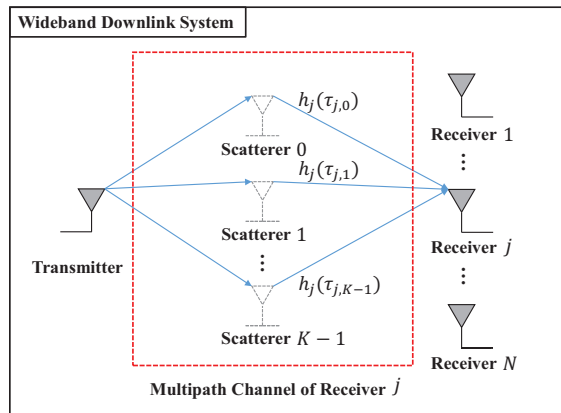 Wideband Downlink System
h_j(τ_{j,0})
Scatterer 0
h_j(τ_{j,1})
Scatterer 1
⋮
h_j(τ_{j,K−1})
Scatterer K − 1
Transmitter
Receiver 1
⋮
Receiver j
⋮
Receiver N
Multipath Channel of Receiver j